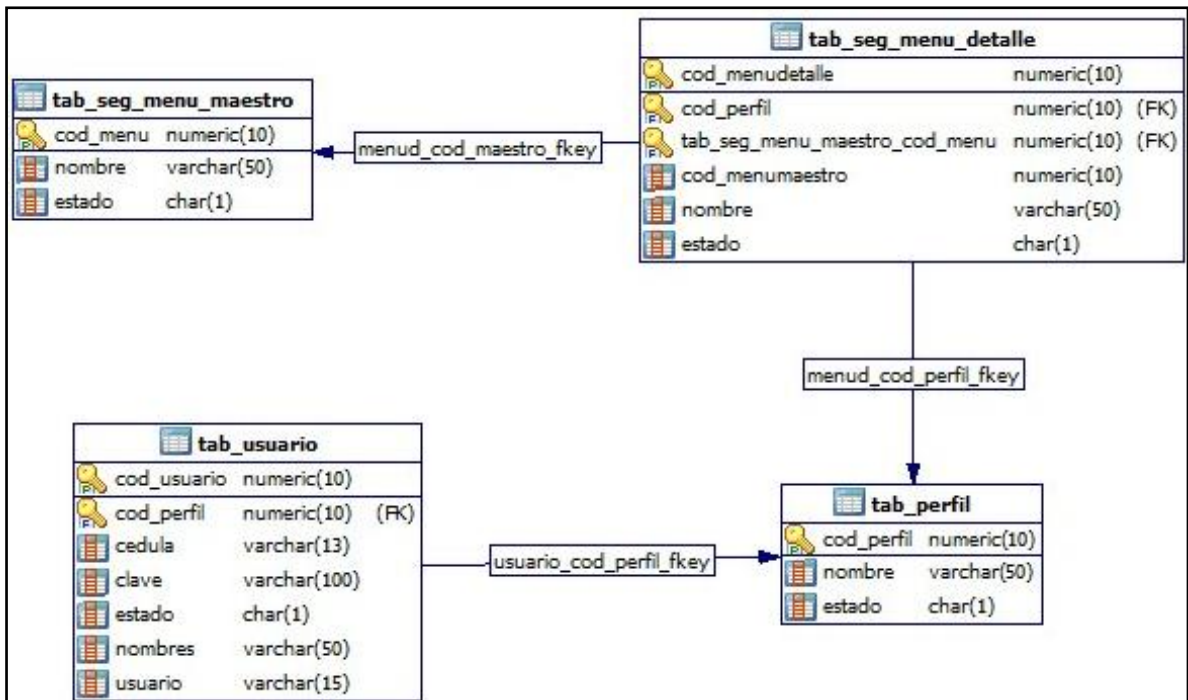 tab_seg_menu_maestro
cod_menu numeric(10)
nombre varchar(50)
estado char(1)
menud_cod_maestro_fkey
tab_seg_menu_detalle
cod_menudetalle numeric(10)
cod_perfil numeric(10) (FK)
tab_seg_menu_maestro_cod_menu numeric(10) (FK)
cod_menumaestro numeric(10)
nombre varchar(50)
estado char(1)
menud_cod_perfil_fkey
tab_usuario
cod_usuario numeric(10)
cod_perfil numeric(10) (FK)
cedula varchar(13)
clave varchar(100)
estado char(1)
nombres varchar(50)
usuario varchar(15)
usuario_cod_perfil_fkey
tab_perfil
cod_perfil numeric(10)
nombre varchar(50)
estado char(1)